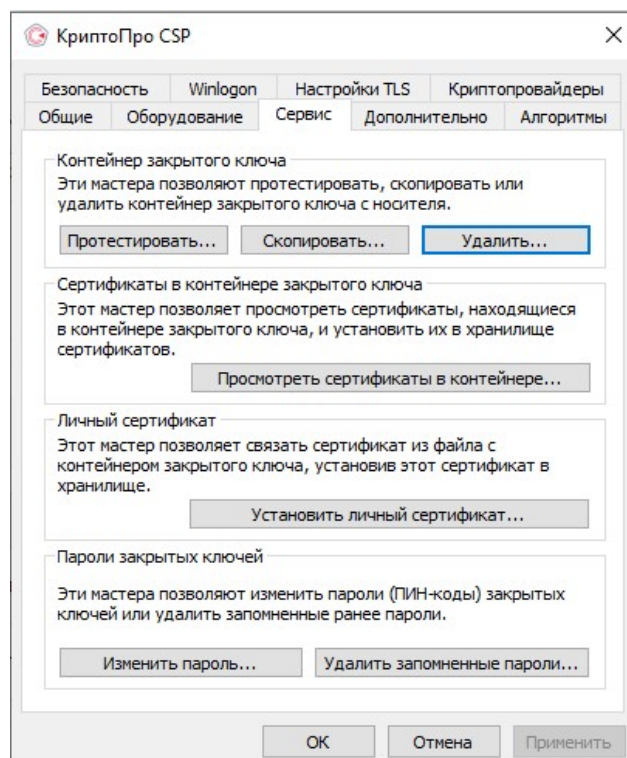 КриптоПро CSP
Безопасность Winlogon Настройки TLS Криптопровайдеры
Общие Оборудование Сервис Дополнительно Алгоритмы
Контейнер закрытого ключа
Эти мастера позволяют протестировать, скопировать или
удалить контейнер закрытого ключа с носителя.
Протестировать... Скопировать... Удалить...
Сертификаты в контейнере закрытого ключа
Этот мастер позволяет просмотреть сертификаты, находящиеся
в контейнере закрытого ключа, и установить их в хранилище
сертификатов.
Просмотреть сертификаты в контейнере...
Личный сертификат
Этот мастер позволяет связать сертификат из файла с
контейнером закрытого ключа, установив этот сертификат в
хранилище.
Установить личный сертификат...
Пароли закрытых ключей
Эти мастера позволяют изменить пароли (ПИН-коды) закрытых
ключей или удалить запомненные ранее пароли.
Изменить пароль... Удалить запомненные пароли...
ОК Отмена Применить